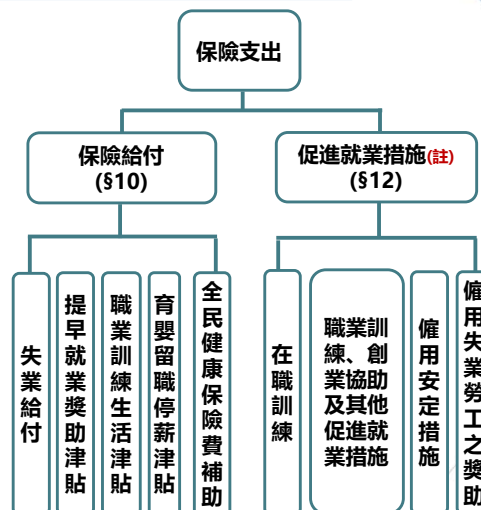 保險支出
保險給付
(§10)
促進就業措施(註)
(§12)
失業給付
提早就業獎助津貼
職業訓練生活津貼
育嬰留職停薪津貼
全民健康保險費補助
在職訓練
職業訓
練、創
業協助
及其他
促進就
業措施
僱用安定措施
僱用失業勞工之獎助